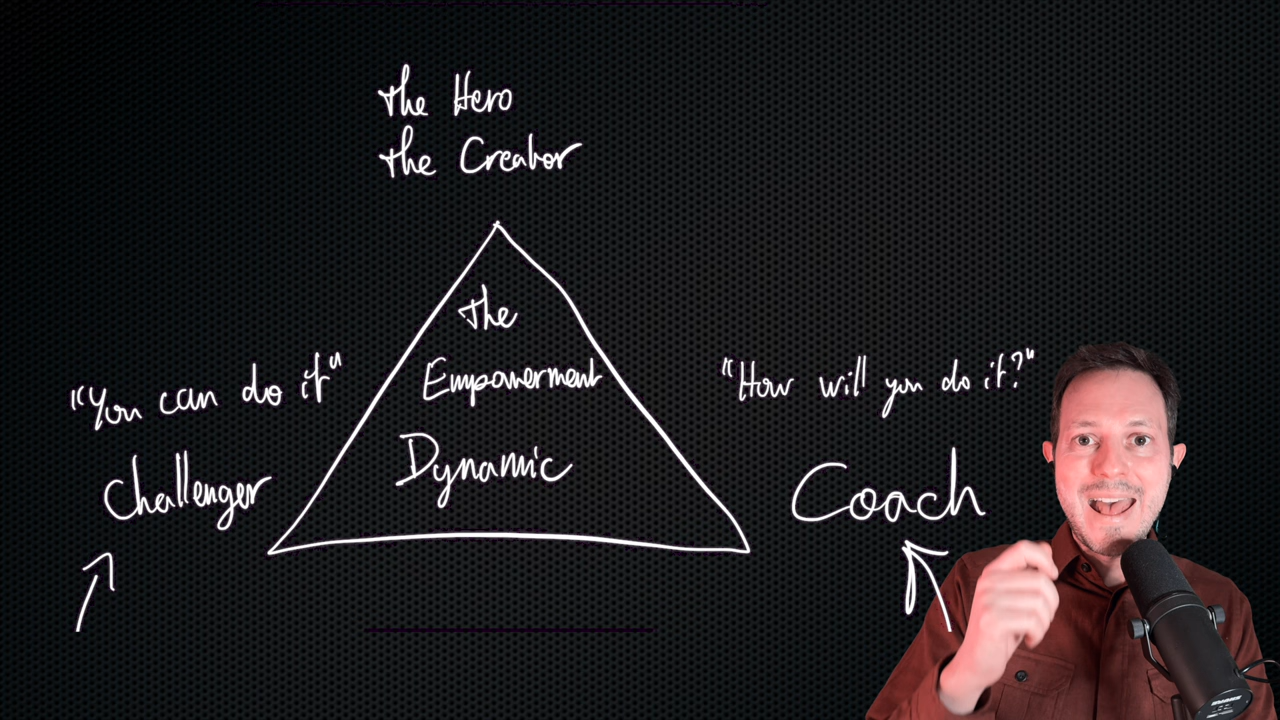 the Hero
the Creator
the
Empowerment
Dynamic
"You can do it"
Challenger
"How will you do it?"
Coach